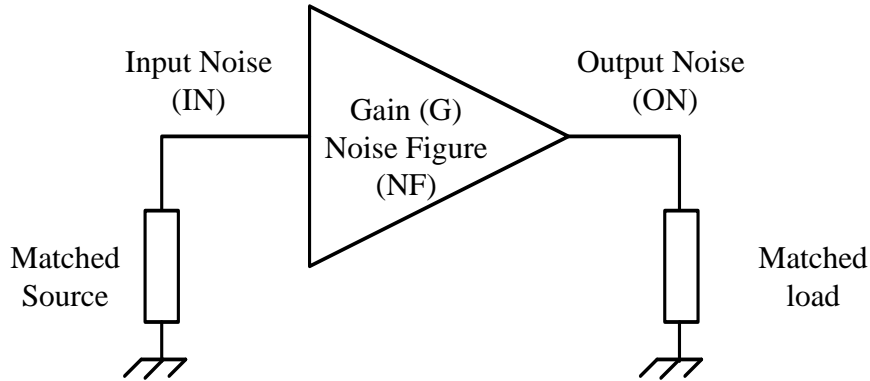 Input Noise
(IN)
Output Noise
(ON)
Gain (G)
Noise Figure
(NF)
Matched
Source
Matched
load